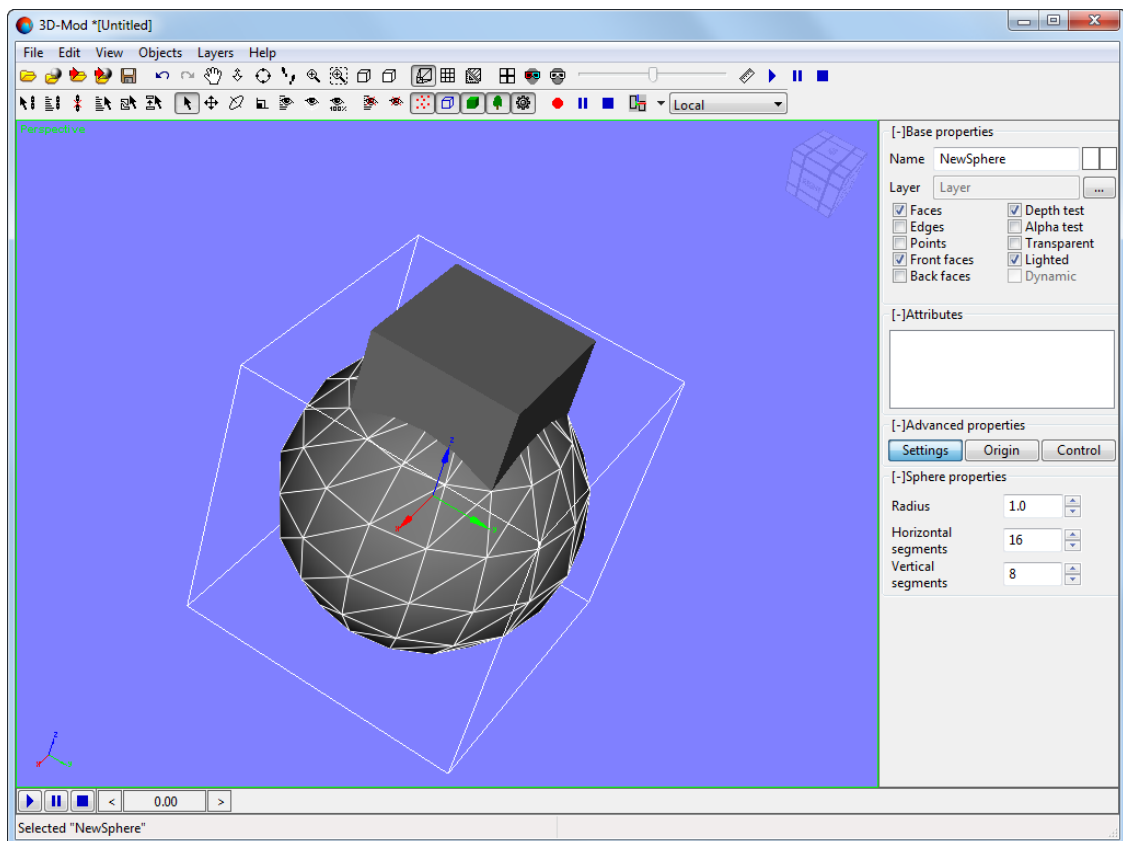 3D-Mod *[Untitled]
File Edit View Objects Layers Help
100%
Local
Perspective
[-]Base properties
Name NewSphere
Layer Layer ...
Faces Depth test
Edges Alpha test
Points Transparent
Front faces Lighted
Back faces Dynamic
[-]Attributes
[-]Advanced properties
Settings Origin Control
[-]Sphere properties
Radius 1.0
Horizontal
segments 16
Vertical
segments 8
z
x y
z
x y
< 0.00 >
Selected "NewSphere"